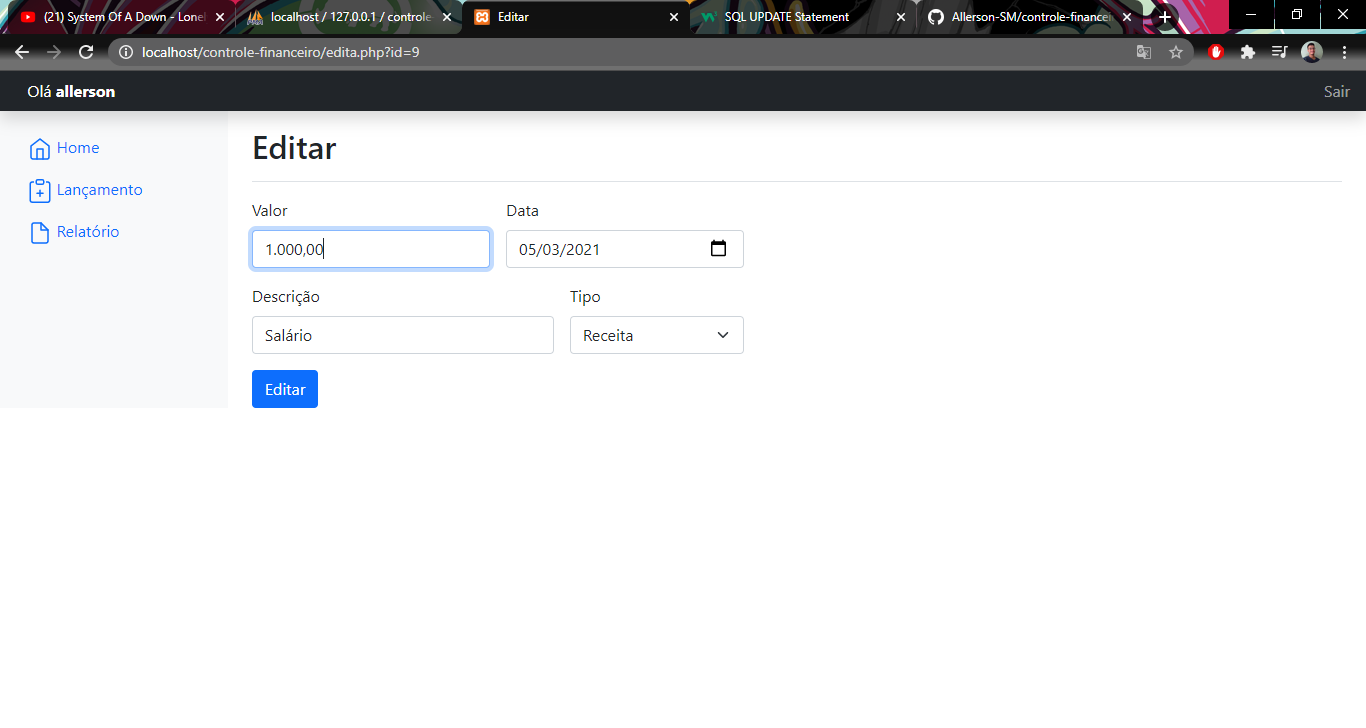 (21) System Of A Down - Lonel
localhost / 127.0.0.1 / controle-
Editar
SQL UPDATE Statement
Allerson-SM/controle-financei
localhost/controle-financeiro/edita.php?id=9
Olá allerson
Sair
Home
Lançamento
Relatório
Editar
Valor
Data
1.000,00
05/03/2021
Descrição
Tipo
Salário
Receita
Editar